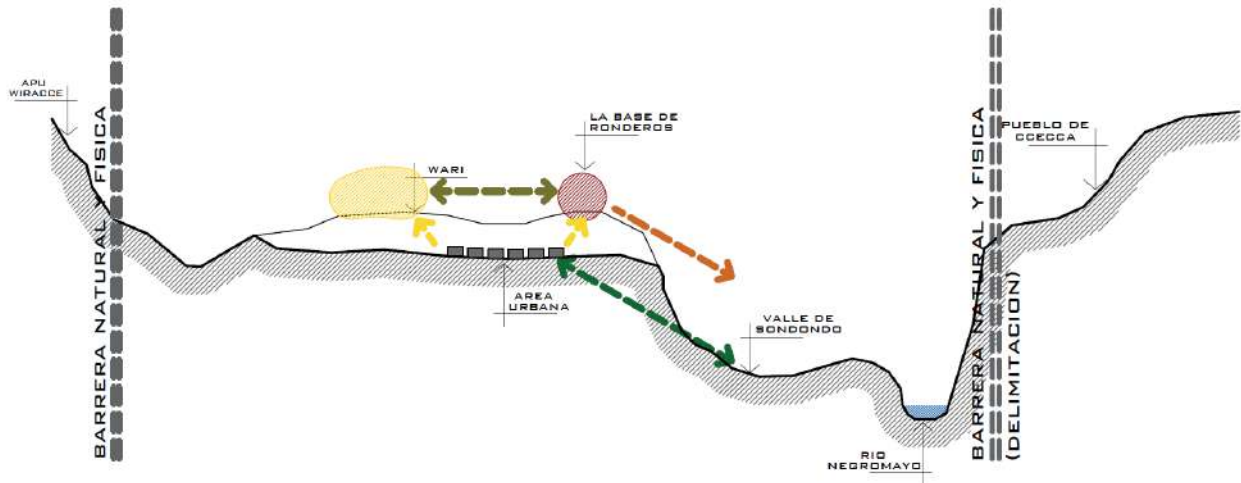 APU
WIRACCE
BARRERA NATURAL Y FISICA
WARI
LA BASE DE
RONDEROS
AREA
URBANA
VALLE DE
SONDONDO
RIO
NEGROMAYO
BARRERA NATURAL Y FISICA
(DELIMITACION)
PUEBLO DE
CCECCA